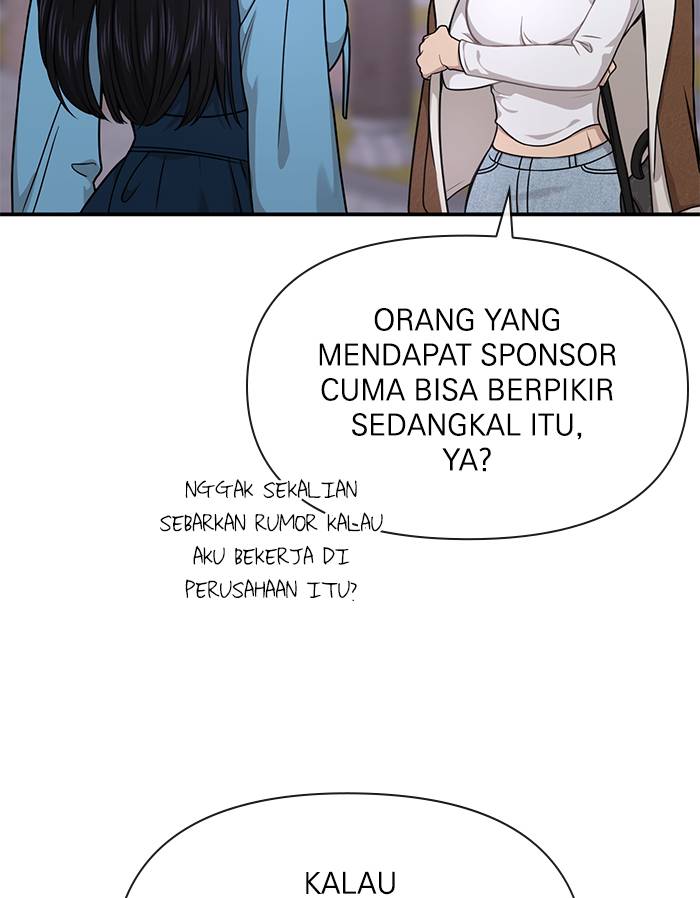 ORANG YANG
MENDAPAT SPONSOR
CUMA BISA BERPIKIR
SEDANGKAL ITU,
YA?
NGGAK SEKALIAN
SEBARKAN RUMOR KALAU
AKU BEKERJA DI
PERUSAHAAN ITU?
KALAU